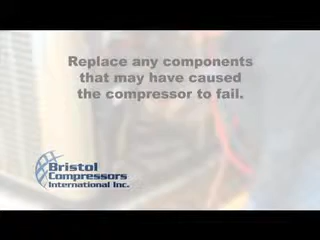 Replace any components
that may have caused
the compressor to fail.
Bristol
Compressors
International Inc.